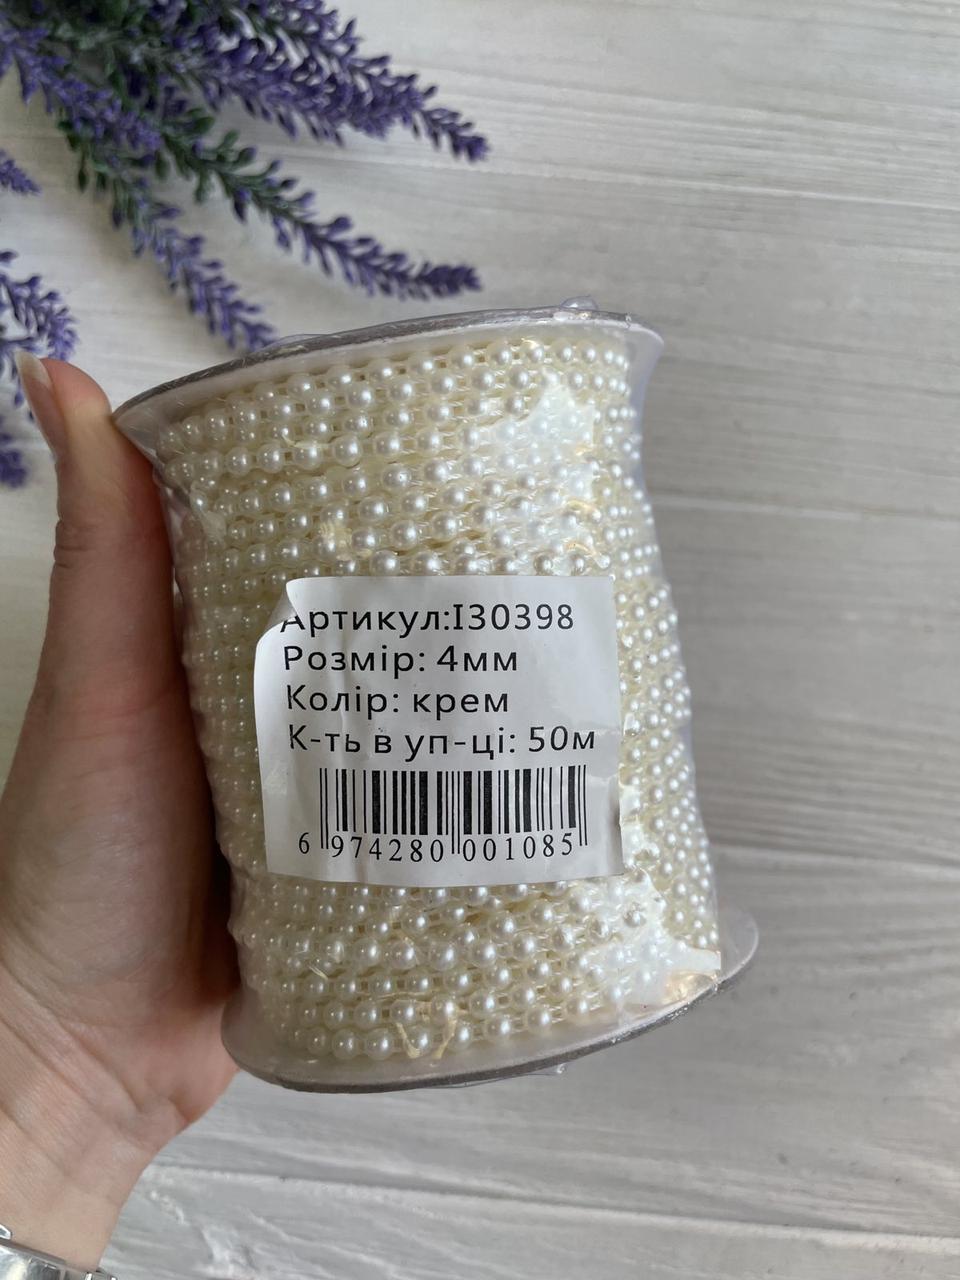 Артикул:I30398
Розмір: 4мм
Колір: крем
К-ть в уп-ці: 50м
6 974280 001085